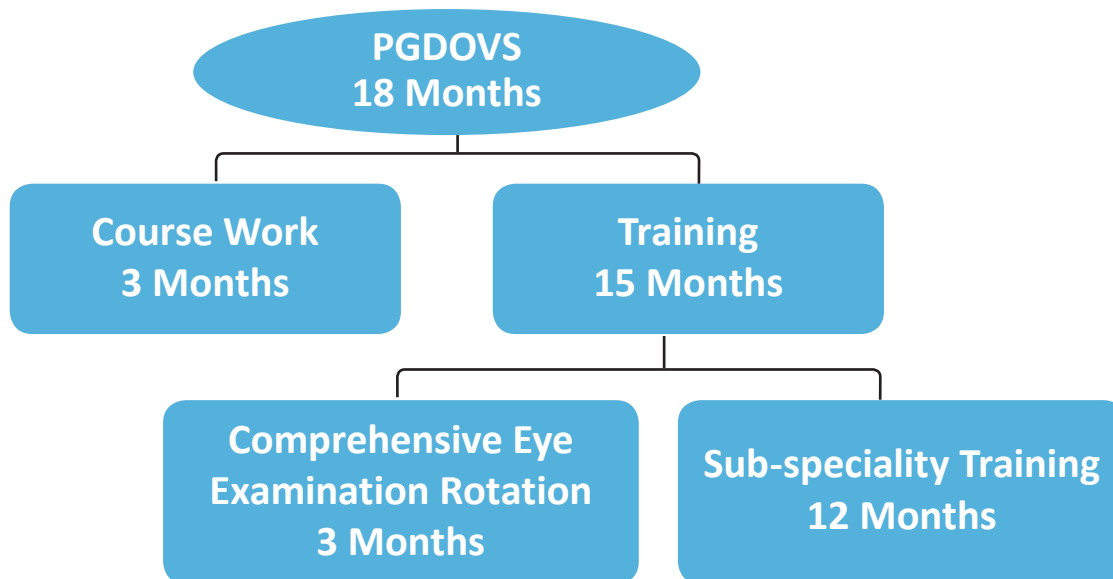 PGDOVS
18 Months
Course Work
3 Months
Training
15 Months
Comprehensive Eye
Examination Rotation
3 Months
Sub-speciality Training
12 Months